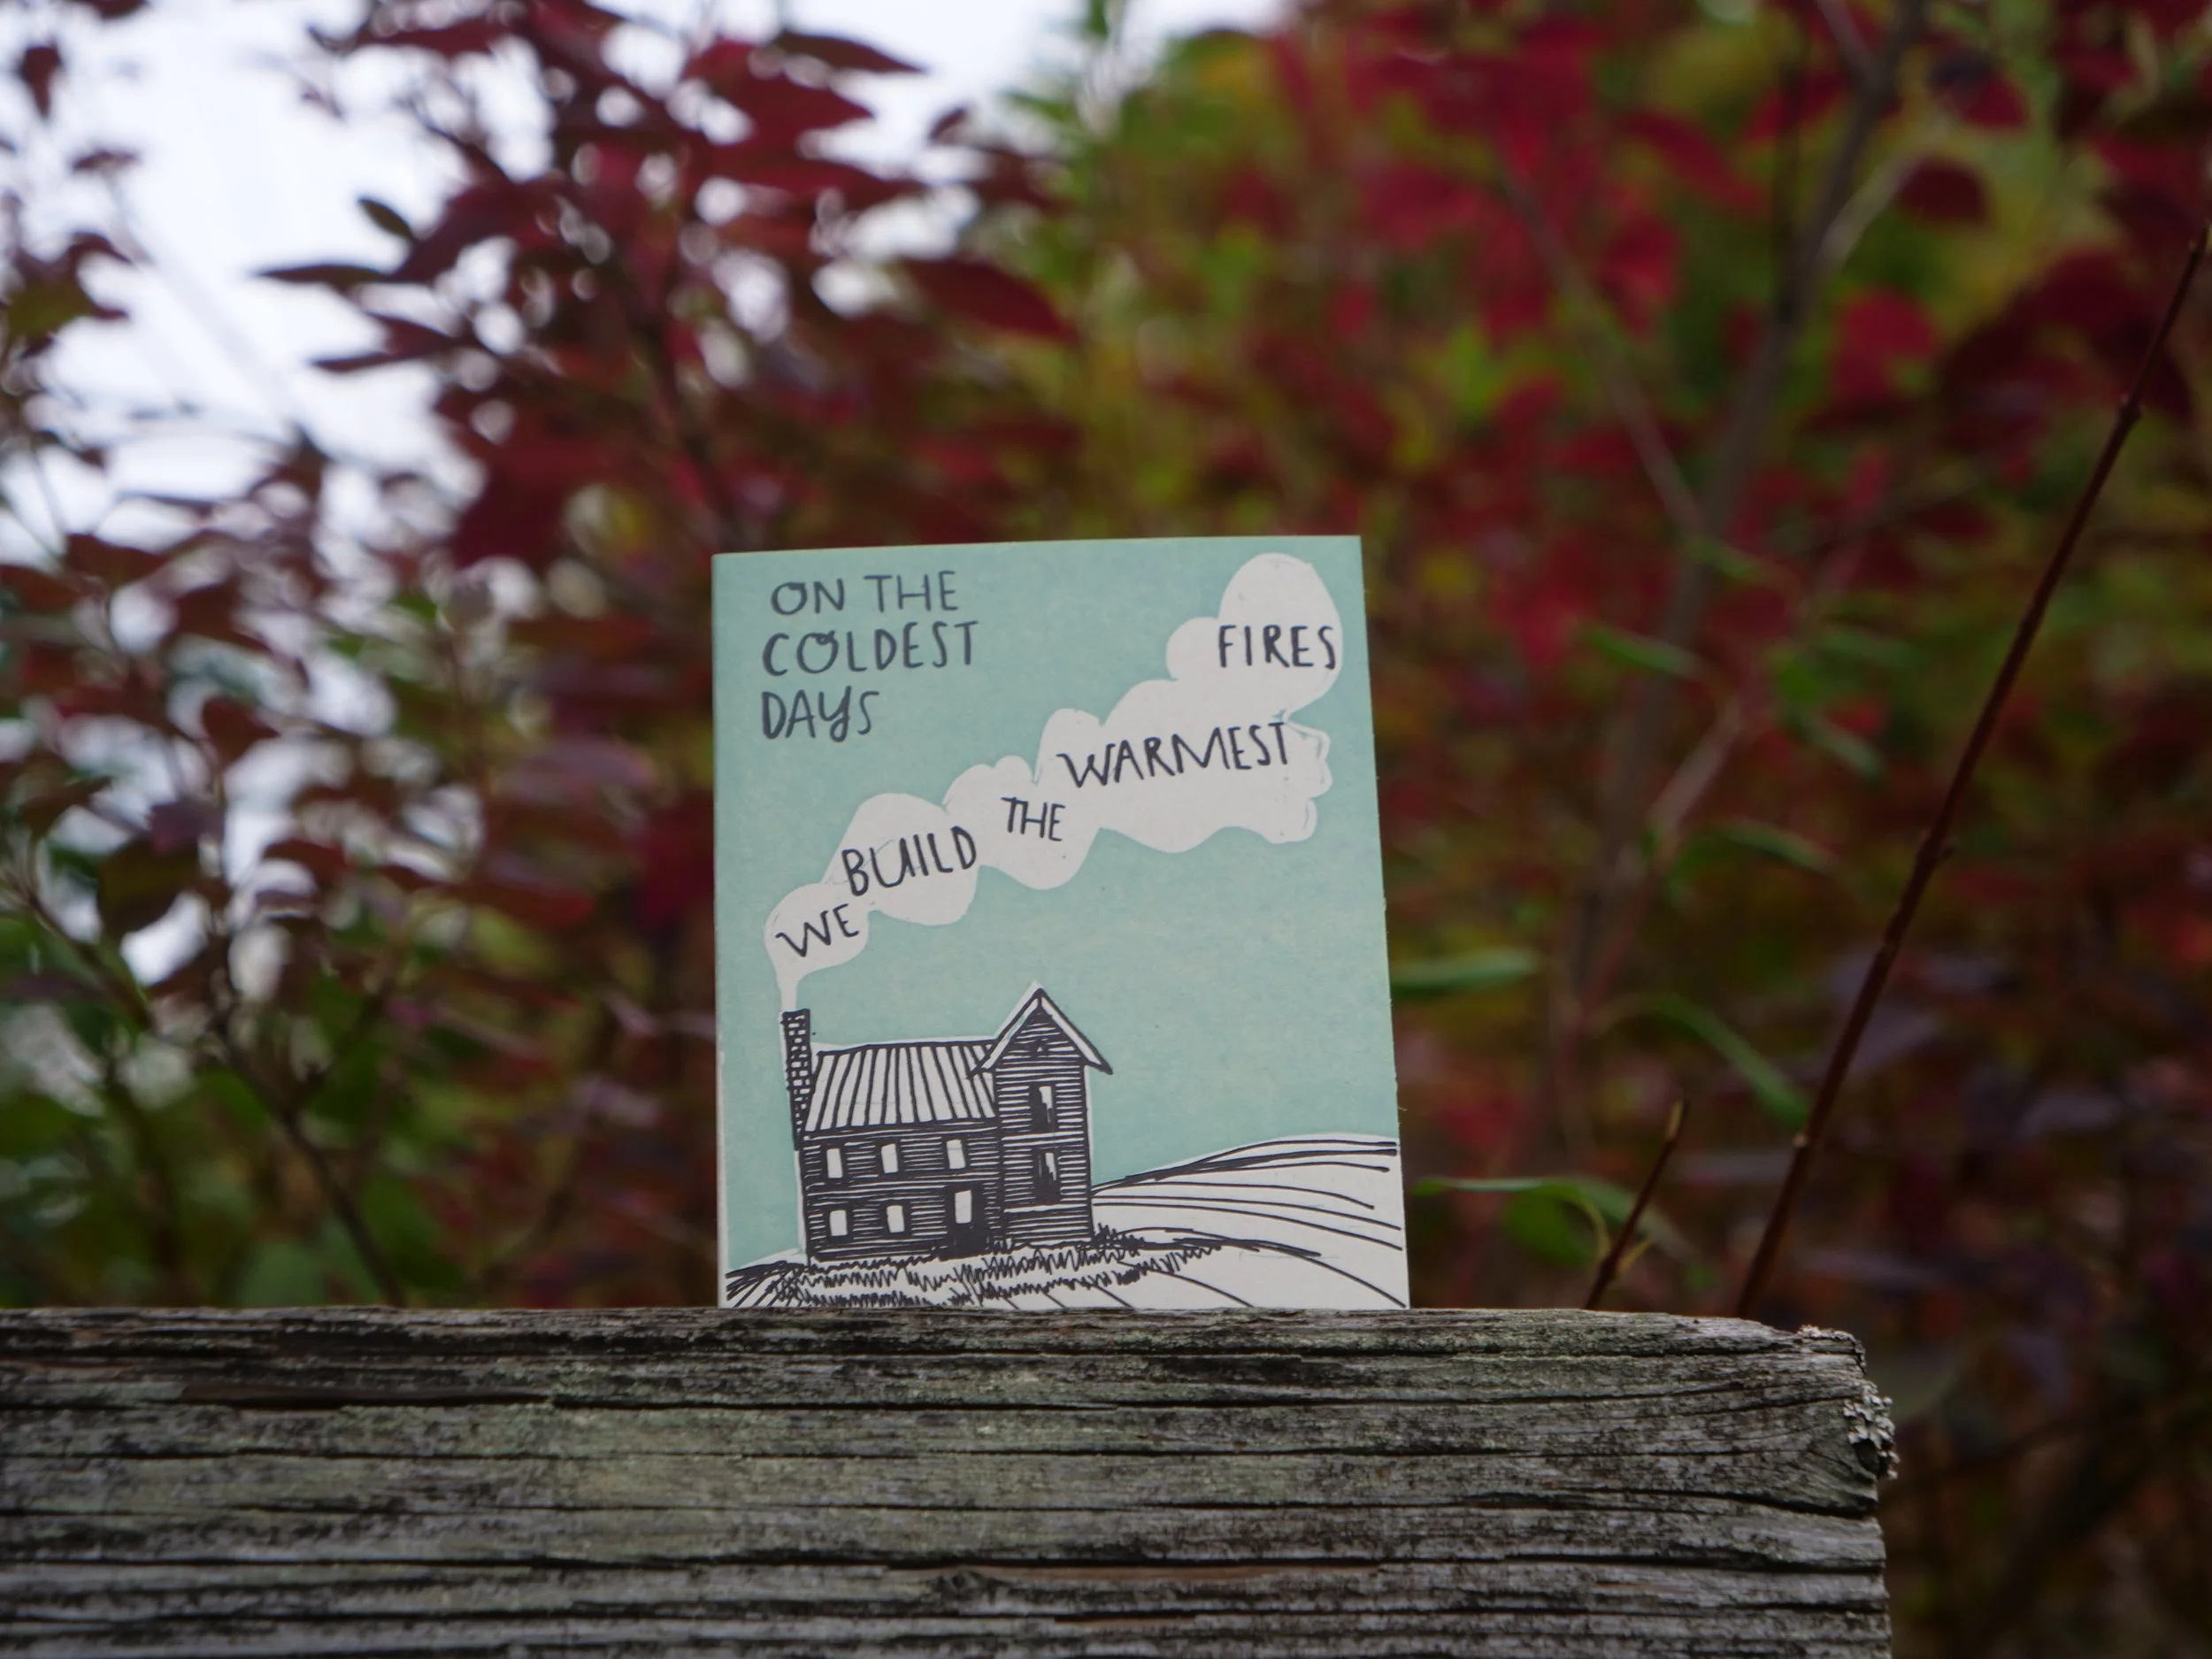 ON THE
COLDEST
DAYS
WE
BUILD
THE
WARMEST
FIRES